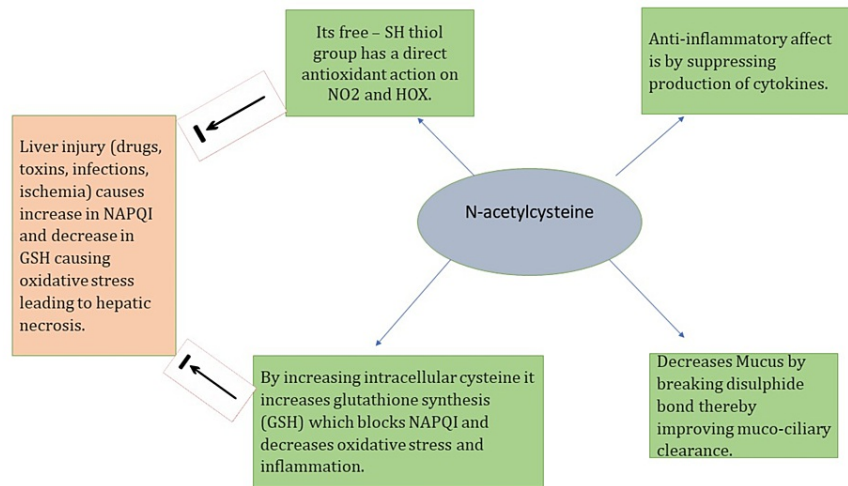 Its free – SH thiol
group has a direct
antioxidant action on
NO2 and HOX.
Anti-inflammatory affect
is by suppressing
production of cytokines.
Liver injury (drugs,
toxins, infections,
ischemia) causes
increase in NAPQI
and decrease in
GSH causing
oxidative stress
leading to hepatic
necrosis.
N-acetylcysteine
By increasing intracellular cysteine it
increases glutathione synthesis
(GSH) which blocks NAPQI and
decreases oxidative stress and
inflammation.
Decreases Mucus by
breaking disulphide
bond thereby
improving muco-ciliary
clearance.